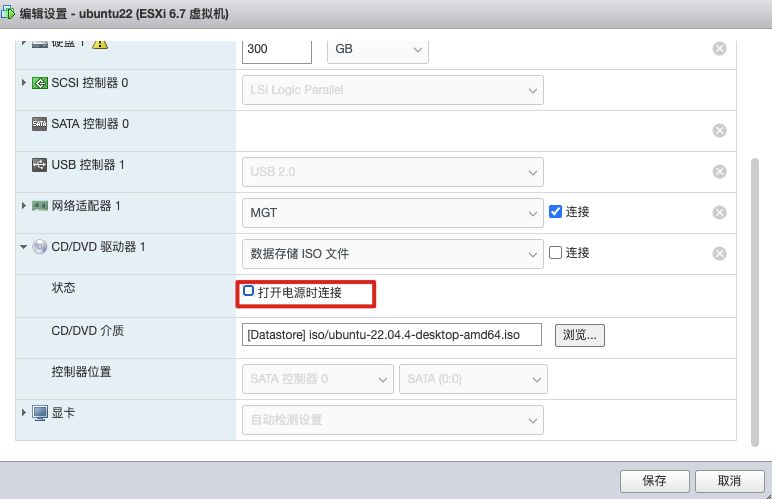 编辑设置 - ubuntu22 (ESXi 6.7 虚拟机)
硬盘 1 300 GB
SCSI 控制器 0 LSI Logic Parallel
SATA SATA 控制器 0
USB 控制器 1 USB 2.0
网络适配器 1 MGT 连接
CD/DVD 驱动器 1 数据存储 ISO 文件 连接
状态 打开电源时连接
CD/DVD 介质 [Datastore] iso/ubuntu-22.04.4-desktop-amd64.iso 浏览...
控制器位置 SATA 控制器 0 SATA (0:0)
显卡 自动检测设置
保存 取消